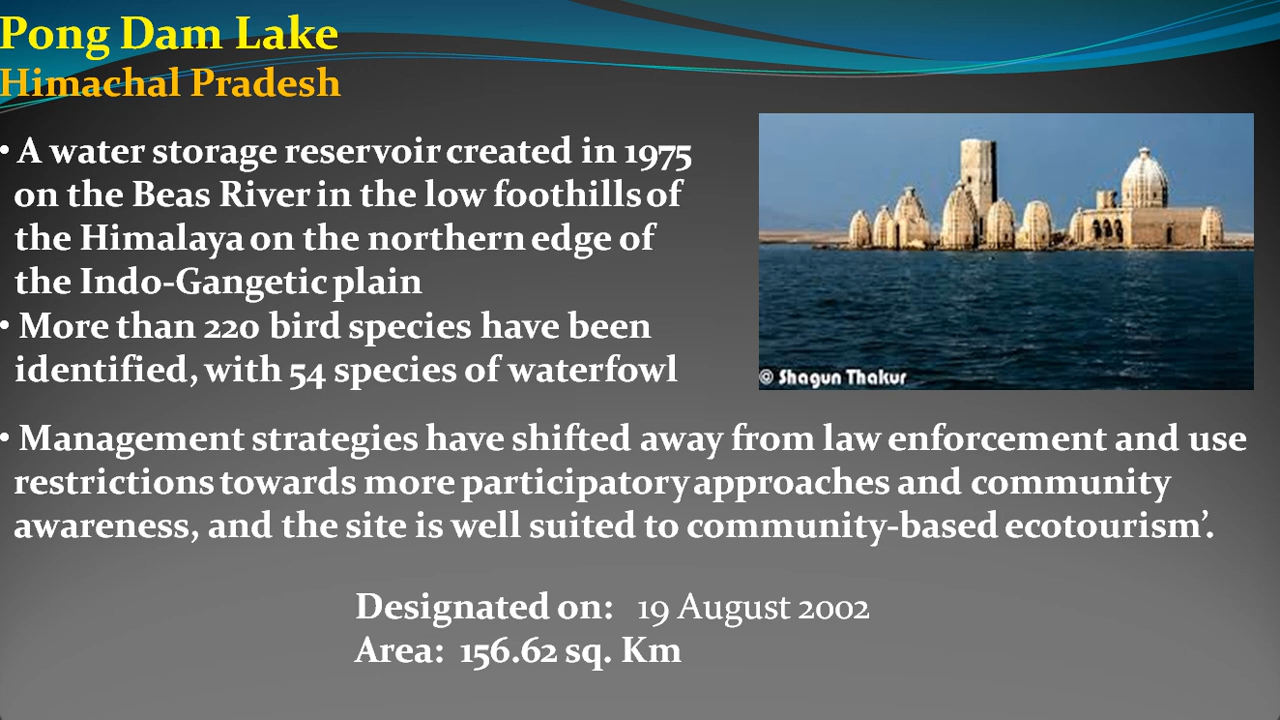 Pong Dam Lake
Himachal Pradesh
• A water storage reservoir created in 1975
on the Beas River in the low foothills of
the Himalaya on the northern edge of
the Indo-Gangetic plain
• More than 220 bird species have been
identified, with 54 species of waterfowl
@ Shagun Thakur
• Management strategies have shifted away from law enforcement and use
restrictions towards more participatory approaches and community
awareness, and the site is well suited to community-based ecotourism’.
Designated on: 19 August 2002
Area: 156.62 sq. Km